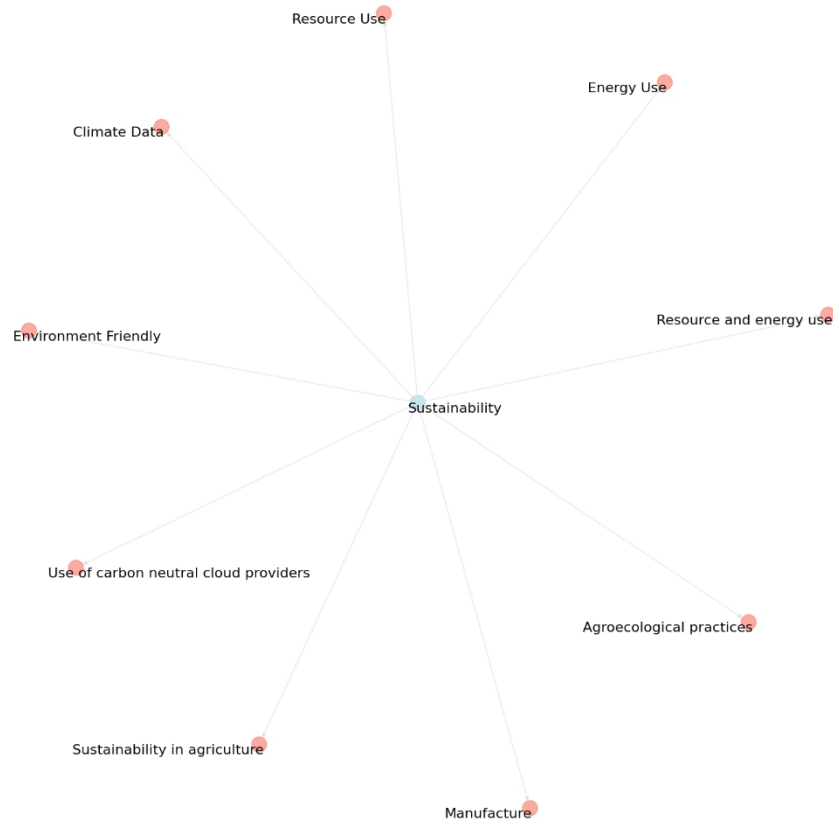 Resource Use
Energy Use
Climate Data
Resource and energy use
Environment Friendly
Sustainability
Use of carbon neutral cloud providers
Agroecological practices
Sustainability in agriculture
Manufacture